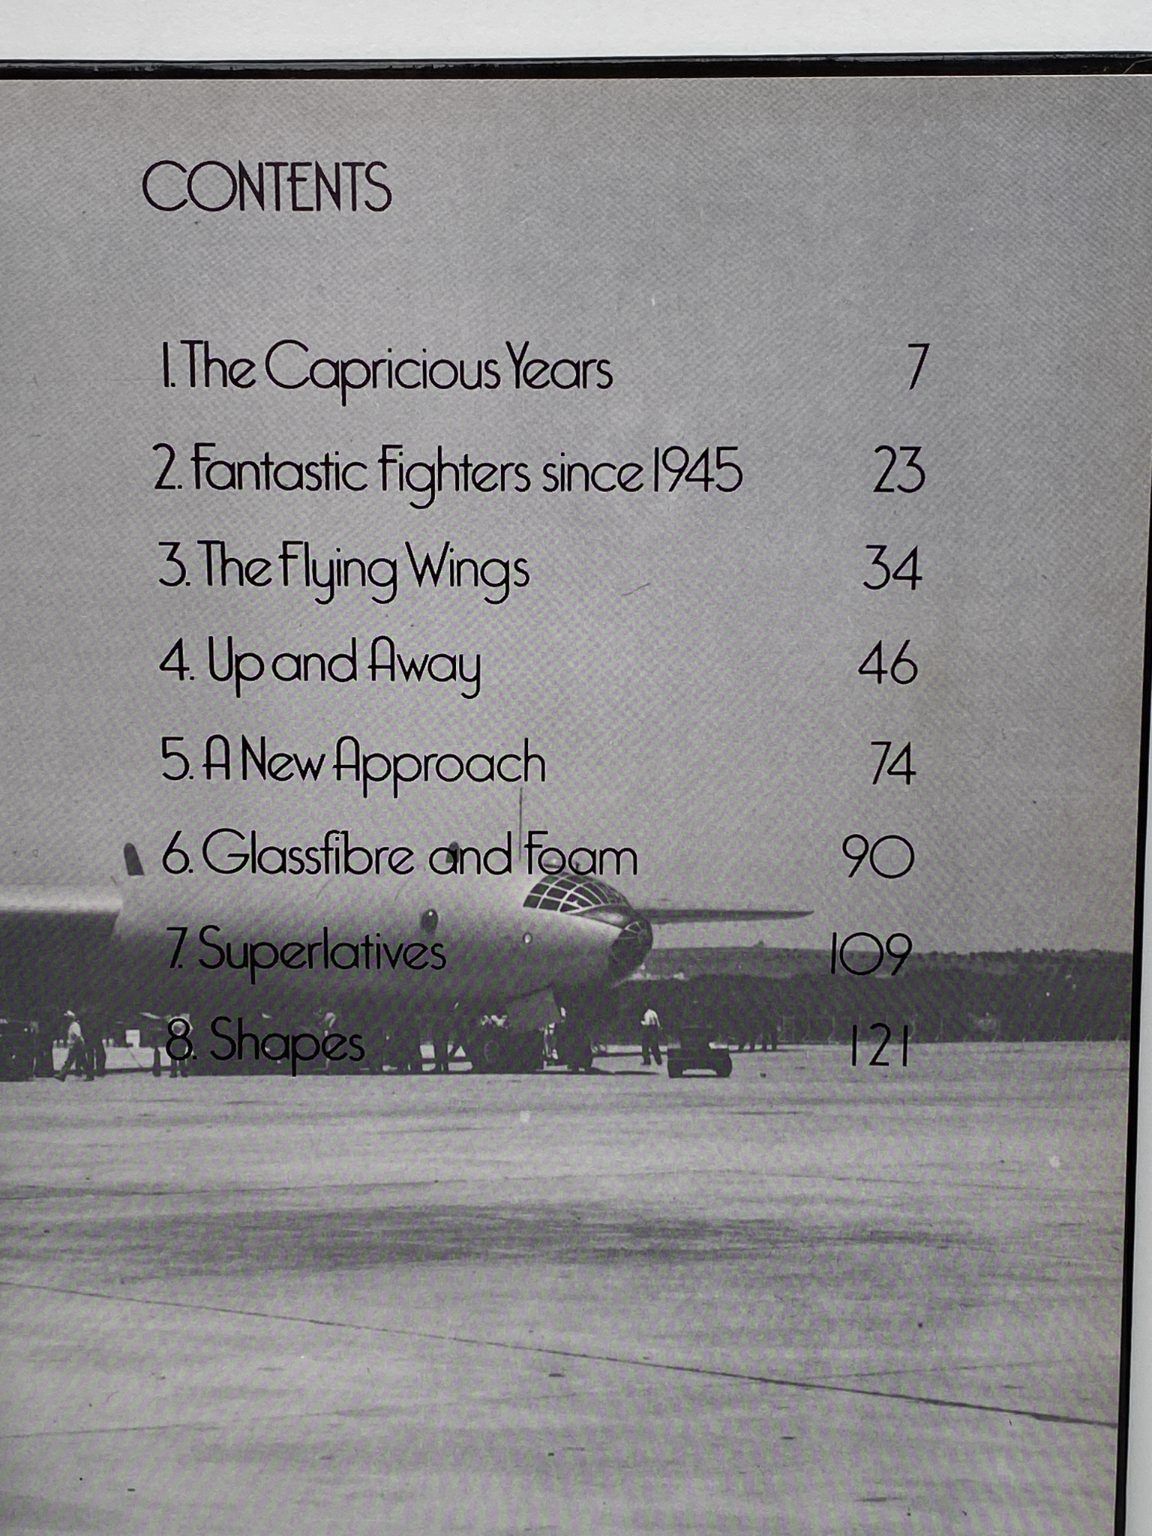 CONTENTS
1. The Capricious Years 7
2. Fantastic Fighters since 1945 23
3. The Flying Wings 34
4. Up and Away 46
5. A New Approach 74
6. Glassfibre and Foam 90
7. Superlatives 109
8. Shapes 121